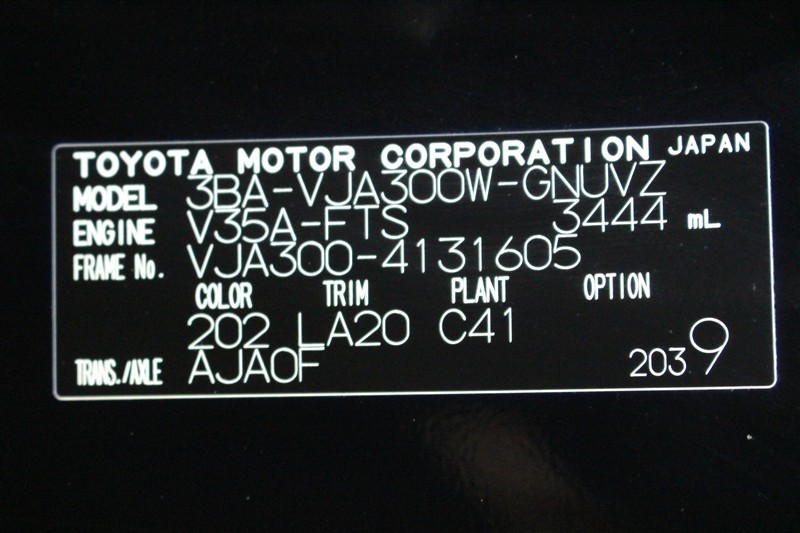 TOYOTA MOTOR CORPORATION JAPAN
MODEL 3BA-VJA300W-GNUVZ
ENGINE V35A-FTS 3444 mL
FRAME No. VJA300-4131605
COLOR TRIM PLANT OPTION
202 LA20 C41
TRANS./AXLE AJA0F 2039